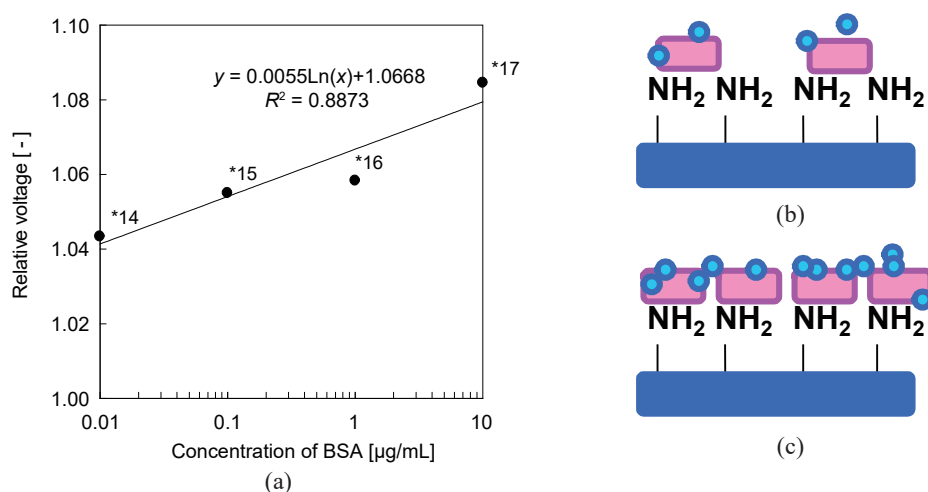 1.10
1.08
1.06
1.04
1.02
1.00
Relative voltage [ - ]
y = 0.0055Ln(x)+1.0668
R² = 0.8873
*14
*15
*16
*17
0.01 0.1 1 10
Concentration of BSA [µg/mL]
(a)
NH₂ NH₂ NH₂ NH₂
(b)
NH₂ NH₂ NH₂ NH₂
(c)